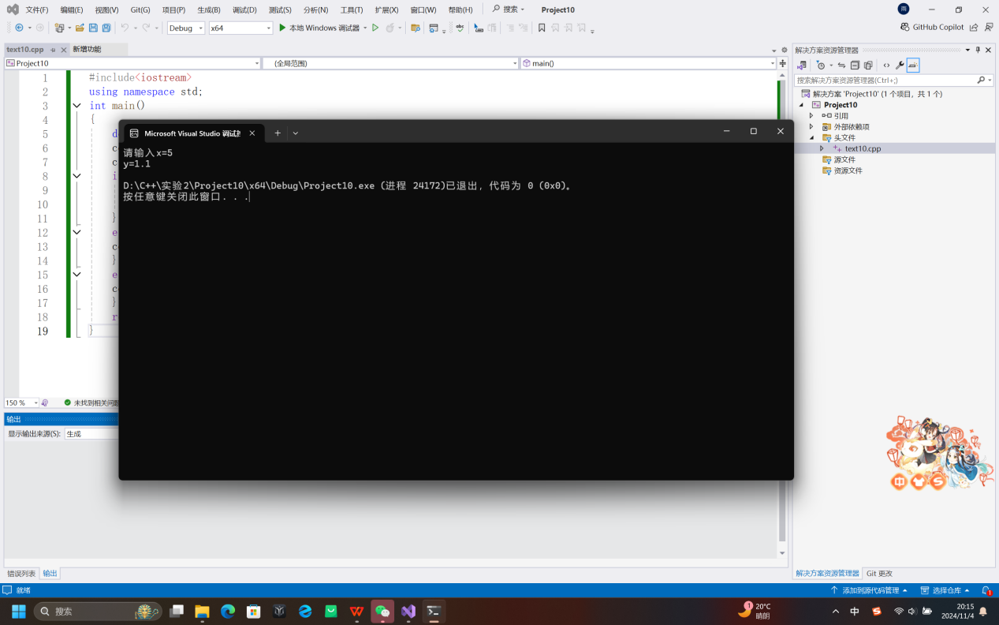 文件(F) 编辑(E) 视图(V) Git(G) 项目(P) 生成(B) 调试(D) 测试(S) 分析(N) 工具(T) 扩展(X) 窗口(W) 帮助(H) 搜索 Project10
Debug x64 本地 Windows 调试器 GitHub Copilot
text10.cpp 新增功能
Project10 (全局范围) main()
1 #include<iostream>
2 using namespace std;
3 int main()
4 {
5 d
6 c
7 c
8 i
9
10
11 }
12 e
13 c
14 }
15 e
16 c
17 }
18 r
19 }
Microsoft Visual Studio 调试控
请输入x=5
y=1.1
D:\C++\实验2\Project10\x64\Debug\Project10.exe (进程 24172)已退出，代码为 0 (0x0)。
按任意键关闭此窗口. . .
150 % 未找到相关问题
输出
显示输出来源(S): 生成
错误列表 输出
解决方案资源管理器
搜索解决方案资源管理器(Ctrl+;)
解决方案 'Project10' (1 个项目，共 1 个)
Project10
引用
外部依赖项
头文件
text10.cpp
源文件
资源文件
中 S
解决方案资源管理器 Git 更改
就绪 添加到源代码管理 选择仓库 1
搜索 1 20°C 晴朗 中 20:15
2024/11/4